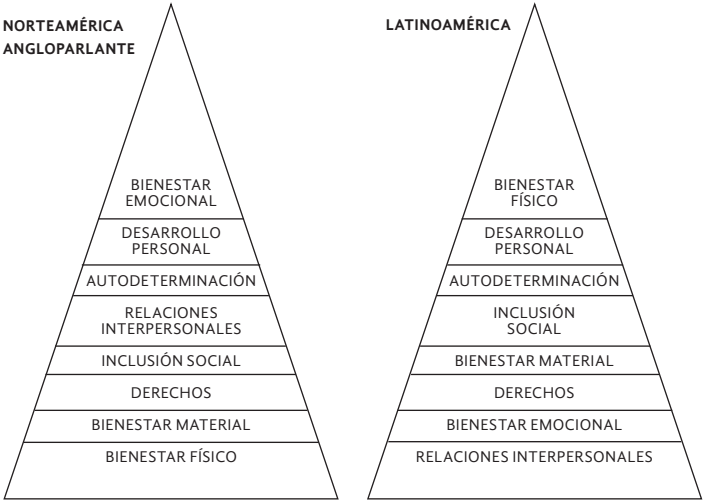 NORTEAMÉRICA
ANGLOPARLANTE
BIENESTAR
EMOCIONAL
DESARROLLO
PERSONAL
AUTODETERMINACIÓN
RELACIONES
INTERPERSONALES
INCLUSIÓN SOCIAL
DERECHOS
BIENESTAR MATERIAL
BIENESTAR FÍSICO
LATINOAMÉRICA
BIENESTAR
FÍSICO
DESARROLLO
PERSONAL
AUTODETERMINACIÓN
INCLUSIÓN
SOCIAL
BIENESTAR MATERIAL
DERECHOS
BIENESTAR EMOCIONAL
RELACIONES INTERPERSONALES